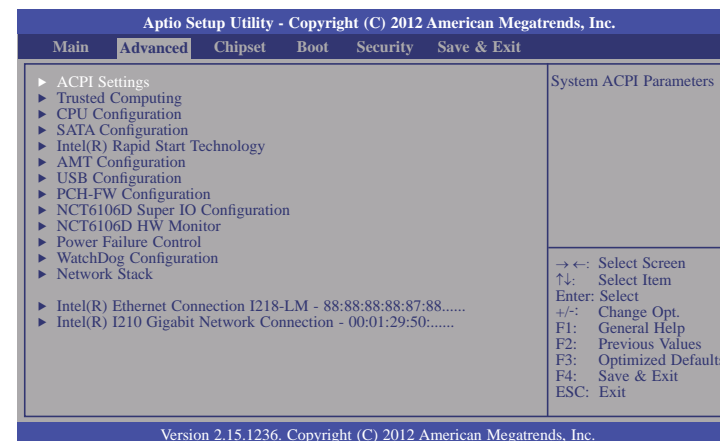 Aptio Setup Utility - Copyright (C) 2012 American Megatrends, Inc.
Main Advanced Chipset Boot Security Save & Exit
► ACPI Settings
► Trusted Computing
► CPU Configuration
► SATA Configuration
► Intel(R) Rapid Start Technology
► AMT Configuration
► USB Configuration
► PCH-FW Configuration
► NCT6106D Super IO Configuration
► NCT6106D HW Monitor
► Power Failure Control
► WatchDog Configuration
► Network Stack
► Intel(R) Ethernet Connection I218-LM - 88:88:88:88:87:88......
► Intel(R) I210 Gigabit Network Connection - 00:01:29:50:......
System ACPI Parameters
→←: Select Screen
↑↓: Select Item
Enter: Select
+/-: Change Opt.
F1: General Help
F2: Previous Values
F3: Optimized Defaults
F4: Save & Exit
ESC: Exit
Version 2.15.1236. Copyright (C) 2012 American Megatrends, Inc.